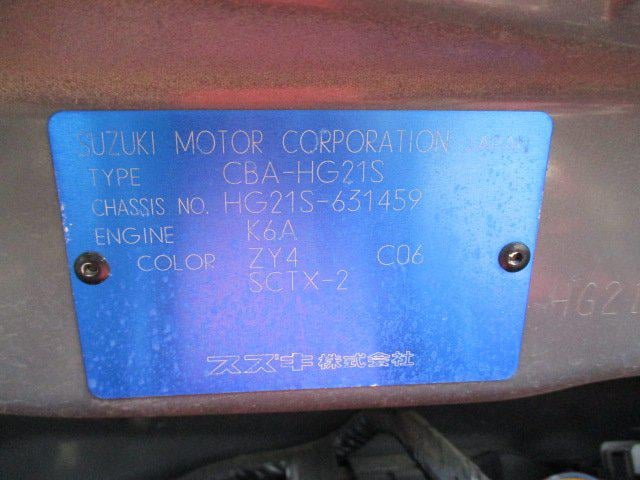 SUZUKI MOTOR CORPORATION JAPAN
TYPE CBA-HG21S
CHASSIS NO. HG21S-631459
ENGINE K6A
COLOR ZY4 C06
SCTX-2
スズキ株式会社
-HG21